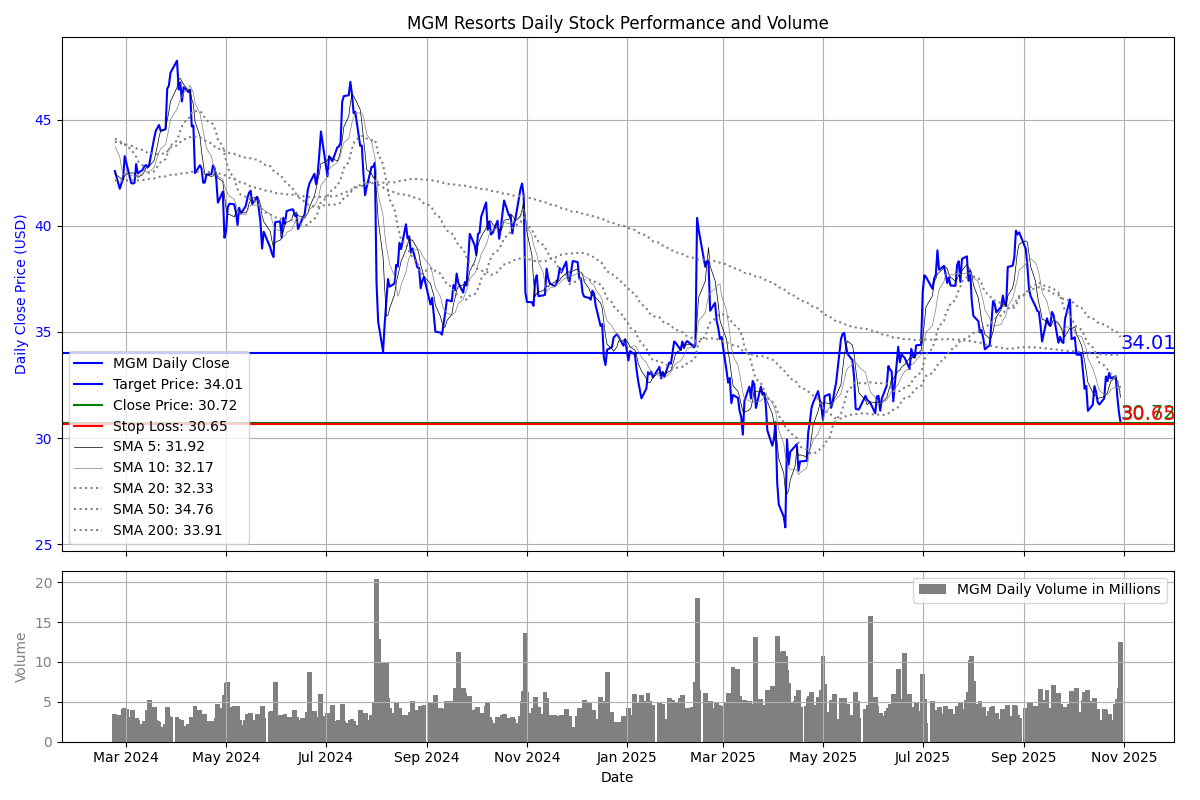 MGM Resorts Daily Stock Performance and Volume
Daily Close Price (USD)
45
40
35
30
25
34.01
30.72
30.65
MGM Daily Close
Target Price: 34.01
Close Price: 30.72
Stop Loss: 30.65
SMA 5: 31.92
SMA 10: 32.17
SMA 20: 32.33
SMA 50: 34.76
SMA 200: 33.91
Volume
20
15
10
5
0
MGM Daily Volume in Millions
Mar 2024
May 2024
Jul 2024
Sep 2024
Nov 2024
Jan 2025
Mar 2025
May 2025
Jul 2025
Sep 2025
Nov 2025
Date